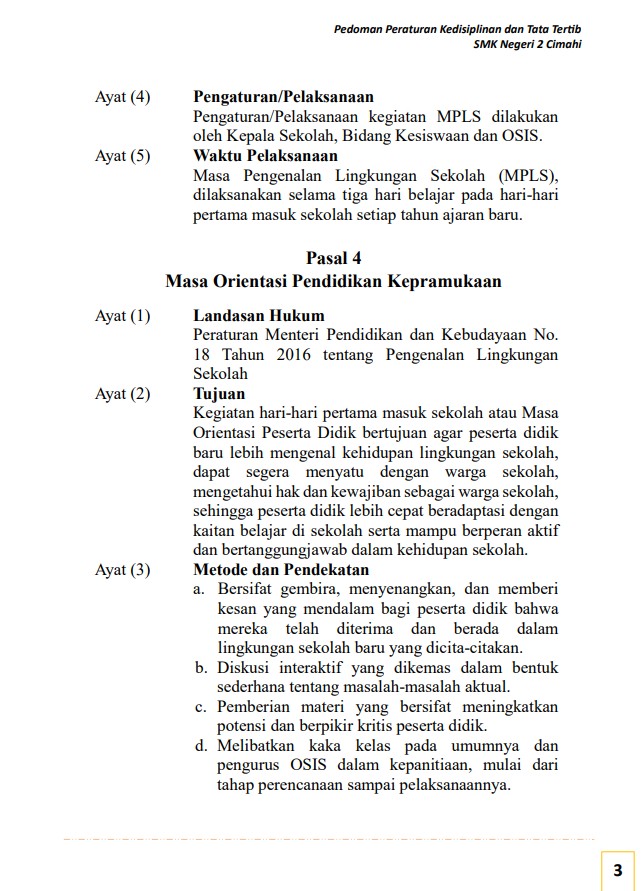 Pedoman Peraturan Kedisiplinan dan Tata Tertib
SMK Negeri 2 Cimahi
Ayat (4) Pengaturan/Pelaksanaan
Pengaturan/Pelaksanaan kegiatan MPLS dilakukan
oleh Kepala Sekolah, Bidang Kesiswaan dan OSIS.
Ayat (5) Waktu Pelaksanaan
Masa Pengenalan Lingkungan Sekolah (MPLS),
dilaksanakan selama tiga hari belajar pada hari-hari
pertama masuk sekolah setiap tahun ajaran baru.
Pasal 4
Masa Orientasi Pendidikan Kepramukaan
Ayat (1) Landasan Hukum
Peraturan Menteri Pendidikan dan Kebudayaan No.
18 Tahun 2016 tentang Pengenalan Lingkungan
Sekolah
Ayat (2) Tujuan
Kegiatan hari-hari pertama masuk sekolah atau Masa
Orientasi Peserta Didik bertujuan agar peserta didik
baru lebih mengenal kehidupan lingkungan sekolah,
dapat segera menyatu dengan warga sekolah,
mengetahui hak dan kewajiban sebagai warga sekolah,
sehingga peserta didik lebih cepat beradaptasi dengan
kaitan belajar di sekolah serta mampu berperan aktif
dan bertanggungjawab dalam kehidupan sekolah.
Ayat (3) Metode dan Pendekatan
a. Bersifat gembira, menyenangkan, dan memberi
kesan yang mendalam bagi peserta didik bahwa
mereka telah diterima dan berada dalam
lingkungan sekolah baru yang dicita-citakan.
b. Diskusi interaktif yang dikemas dalam bentuk
sederhana tentang masalah-masalah aktual.
c. Pemberian materi yang bersifat meningkatkan
potensi dan berpikir kritis peserta didik.
d. Melibatkan kaka kelas pada umumnya dan
pengurus OSIS dalam kepanitiaan, mulai dari
tahap perencanaan sampai pelaksanaannya.
3